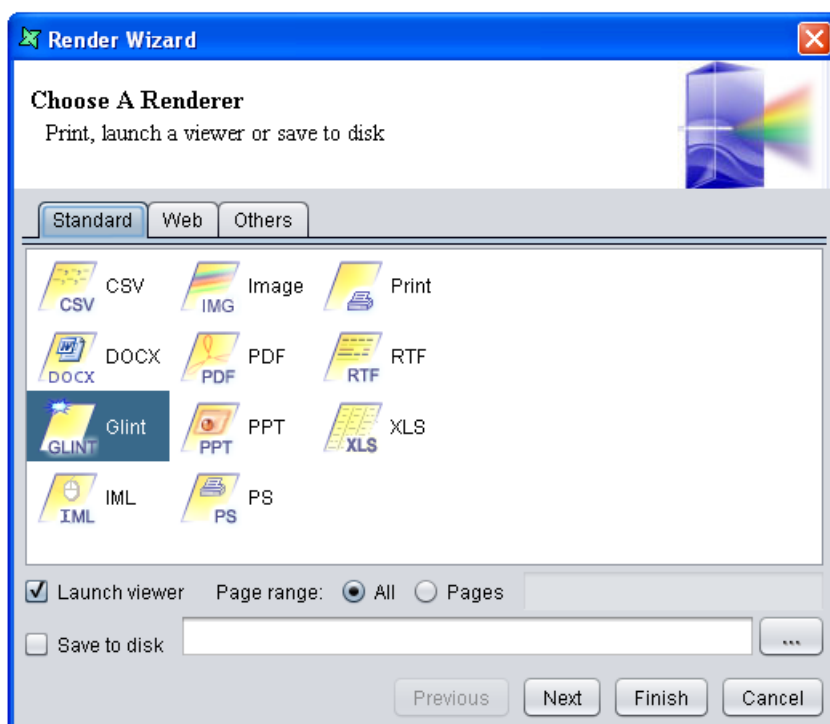 Render Wizard
Choose A Renderer
Print, launch a viewer or save to disk
Standard Web Others
CSV CSV IMG Image Print
DOCX DOCX PDF PDF RTF RTF
GLINT Glint PPT PPT XLS XLS
IML IML PS PS
Launch viewer Page range: All Pages
Save to disk ...
Previous Next Finish Cancel